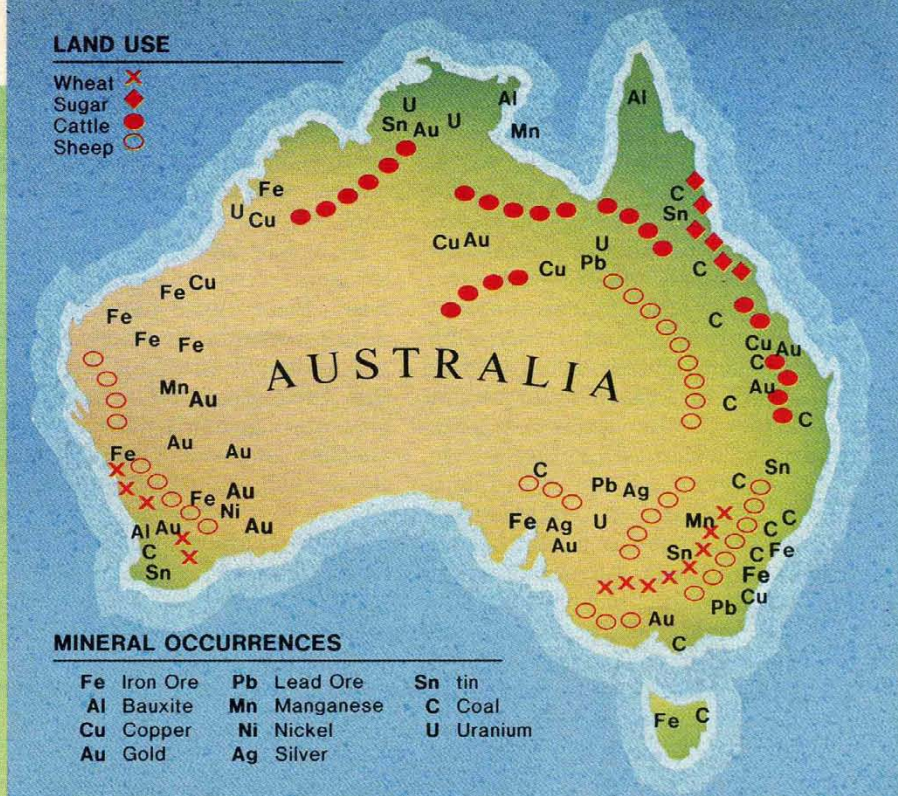 LAND USE
Wheat
Sugar
Cattle
Sheep
U
Al
Al
Sn Au U
Mn
Fe
C
U Cu
Sn
Cu Au
U
Cu Pb
C
Fe Cu
Fe
C
Fe Fe
Cu Au
C
AUSTRALIA
Mn Au
Au
C
C
Au
Au
Fe
Sn
C
Pb Ag
C
Fe Au
Ni
Al Au Au
Fe Ag U
Mn
C C
Au
Sn
C Fe
C
Fe
Sn
Cu
Pb
Au
C
MINERAL OCCURRENCES
Fe Iron Ore Pb Lead Ore Sn tin
Al Bauxite Mn Manganese C Coal
Cu Copper Ni Nickel U Uranium
Au Gold Ag Silver
Fe C